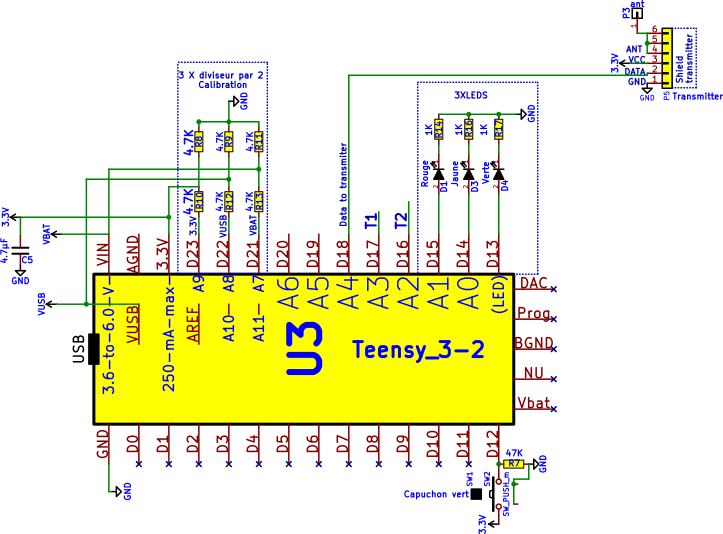 P3
ant
6
5
4
3
2
1
ANT
VCC
DATA
GND
3.3V
GND
Shield
transmitter
P5
Transmitter
3 X diviseur par 2
Calibration
GND
4.7K
R8
4.7K
R9
4.7K
R11
4.7K
R10
4.7K
R12
4.7K
R13
3.3V
VUSB
VBAT
3XLEDS
GND
1K
R14
1K
R16
1K
R17
Rouge
D1
Jaune
D3
Verte
D4
Data to transmiter
T1
T2
3.3V
VBAT
4.7µF
C5
GND
VUSB
VIN
AGND
3.3V
D23
D22
D21
D20
D19
D18
D17
D16
D15
D14
D13
A9
A8
A7
A6
A5
A4
A3
A2
A1
A0
(LED)
3.6-to-6.0-V
VUSB
250-mA-max
AREF
A10
A11
USB
U3
Teensy_3-2
DAC
Prog
BGND
NU
Vbat
GND
D0
D1
D2
D3
D4
D5
D6
D7
D8
D9
D10
D11
D12
GND
47K
R7
GND
SW1
SW2
SW_PUSH_m
Capuchon vert
3.3V